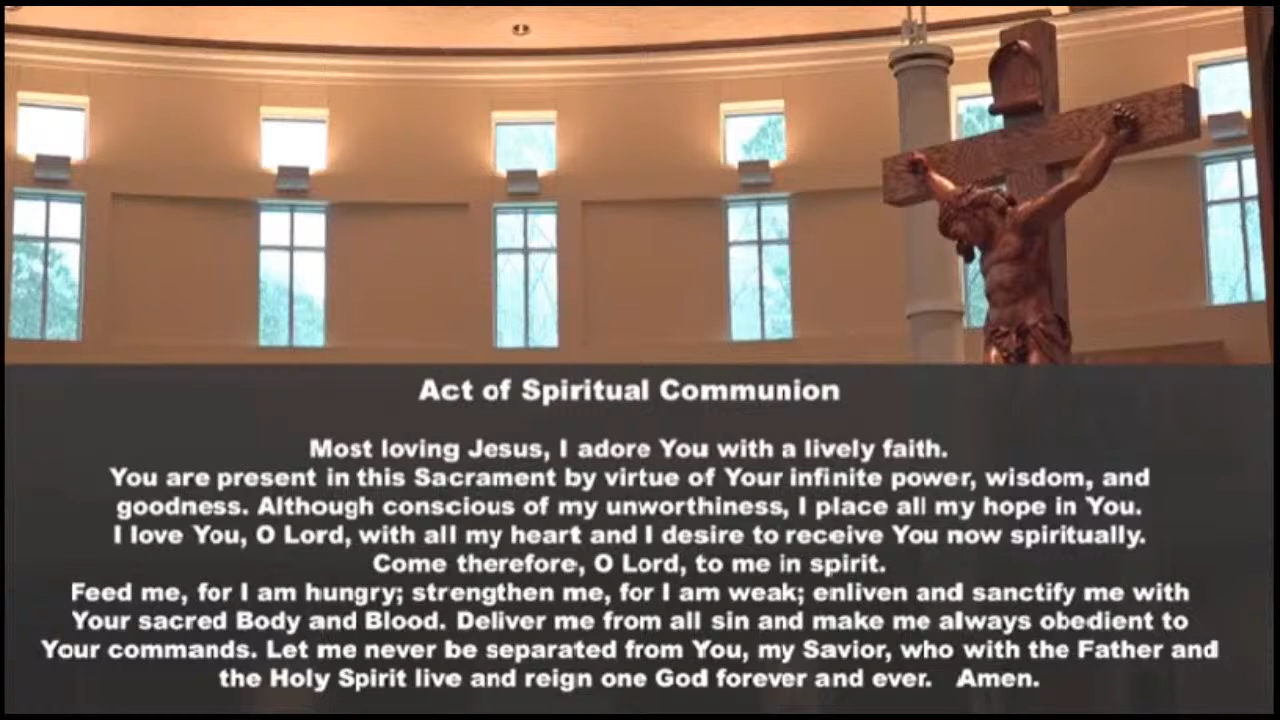 Act of Spiritual Communion
Most loving Jesus, I adore You with a lively faith.
You are present in this Sacrament by virtue of Your infinite power, wisdom, and
goodness. Although conscious of my unworthiness, I place all my hope in You.
I love You, O Lord, with all my heart and I desire to receive You now spiritually.
Come therefore, O Lord, to me in spirit.
Feed me, for I am hungry; strengthen me, for I am weak; enliven and sanctify me with
Your sacred Body and Blood. Deliver me from all sin and make me always obedient to
Your commands. Let me never be separated from You, my Savior, who with the Father and
the Holy Spirit live and reign one God forever and ever. Amen.